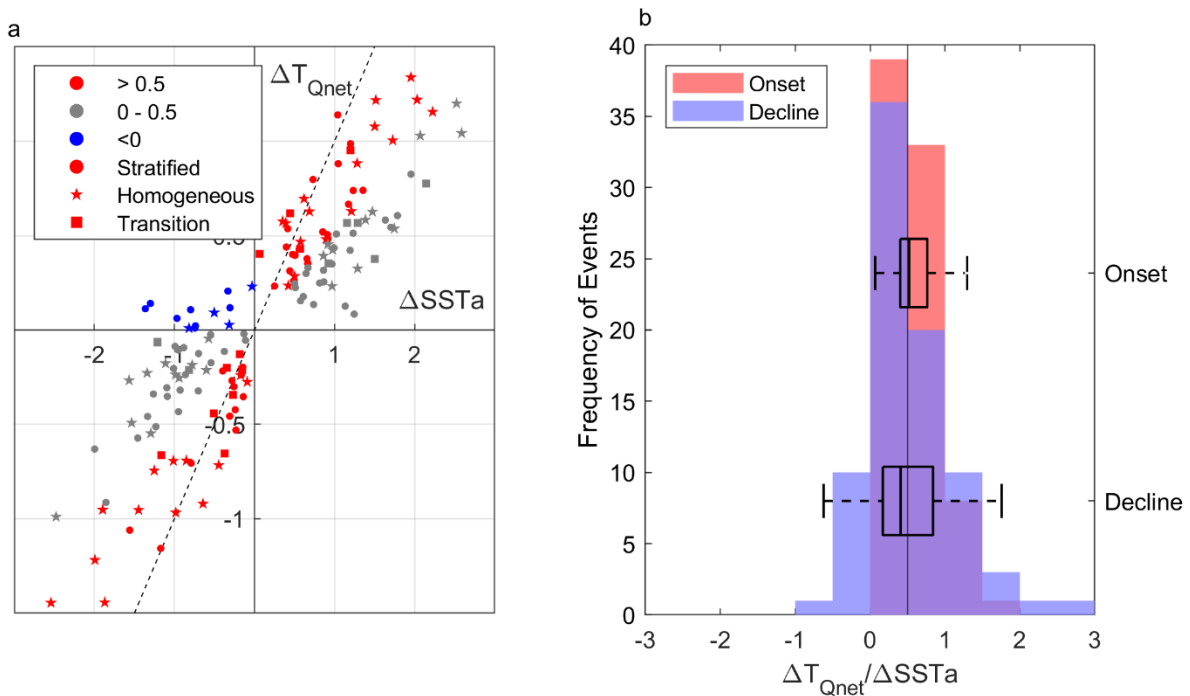 a
> 0.5
0 - 0.5
<0
Stratified
Homogeneous
Transition
ΔT_Qnet
ΔSSTa
-2
-1
1
2
-0.5
-1
b
Onset
Decline
Frequency of Events
40
35
30
25
20
15
10
5
0
Onset
Decline
-3
-2
-1
0
1
2
3
ΔT_Qnet/ΔSSTa